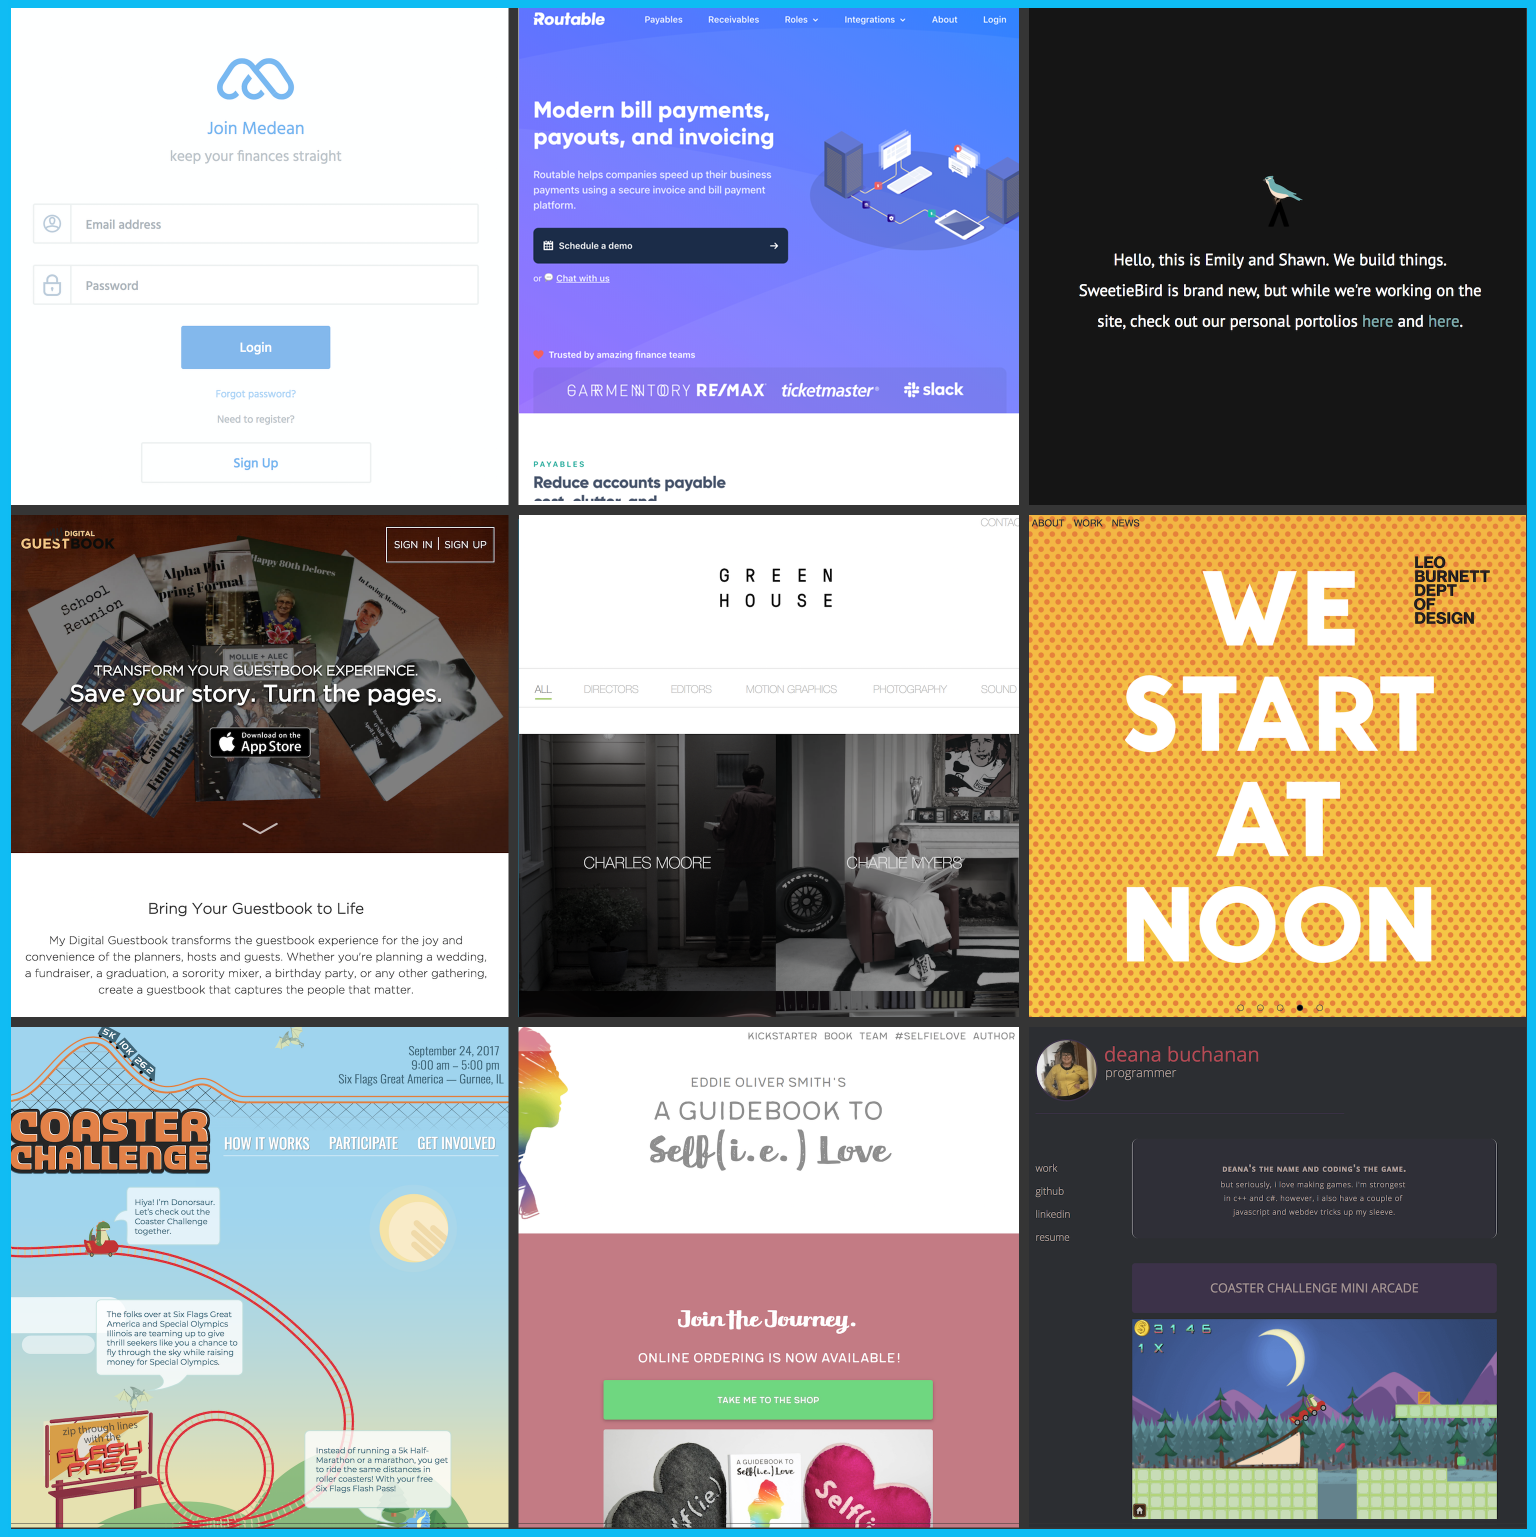 Join Medean
keep your finances straight
Email address
Password
Login
Forgot password?
Need to register?
Sign Up
Routable
Payables
Receivables
Roles
Integrations
About
Login
Modern bill payments,
payouts, and invoicing
Routable helps companies speed up their business
payments using a secure invoice and bill payment
platform.
Schedule a demo
or Chat with us
Trusted by amazing finance teams
GARMENTORY RE/MAX ticketmaster® slack
PAYABLES
Reduce accounts payable
cost, clutter, and
Hello, this is Emily and Shawn. We build things.
SweetieBird is brand new, but while we're working on the
site, check out our personal portolios here and here.
DIGITAL
GUESTBOOK
SIGN IN | SIGN UP
School
Reunion
Alpha Phi
pring Formal
Happy 80th Delores
In Loving Memory
MOLLIE + ALEC
TRANSFORM YOUR GUESTBOOK EXPERIENCE.
Save your story. Turn the pages.
Cancer
Download on the
App Store
Bring Your Guestbook to Life
My Digital Guestbook transforms the guestbook experience for the joy and
convenience of the planners, hosts and guests. Whether you're planning a wedding,
a fundraiser, a graduation, a sorority mixer, a birthday party, or any other gathering,
create a guestbook that captures the people that matter.
CONTAC
GREEN
HOUSE
ALL
DIRECTORS
EDITORS
MOTION GRAPHICS
PHOTOGRAPHY
SOUND
CHARLES MOORE
CHARLIE MYERS
Firestone
ABOUT WORK NEWS
LEO
BURNETT
DEPT
OF
DESIGN
WE
START
AT
NOON
5K 10K 26.2
September 24, 2017
9:00 am – 5:00 pm
Six Flags Great America — Gurnee, IL
COASTER
CHALLENGE
HOW IT WORKS
PARTICIPATE
GET INVOLVED
Hiya! I'm Donorsaur.
Let's check out the
Coaster Challenge
together.
The folks over at Six Flags Great
America and Special Olympics
Illinois are teaming up to give
thrill seekers like you a chance to
fly through the sky while raising
money for Special Olympics.
zip through lines
with the
FLASH
PASS
Instead of running a 5k Half-
Marathon or a marathon, you get
to ride the same distances in
roller coasters! With your free
Six Flags Flash Pass!
KICKSTARTER BOOK TEAM #SELFIELOVE AUTHOR
EDDIE OLIVER SMITH'S
A GUIDEBOOK TO
Self(i.e.) Love
Join the Journey.
ONLINE ORDERING IS NOW AVAILABLE!
TAKE ME TO THE SHOP
A GUIDEBOOK TO
Self(i.e.) Love
Self(i.e.)
Self(i.
deana buchanan
programmer
work
github
linkedin
resume
DEANA'S THE NAME AND CODING'S THE GAME.
but seriously, i love making games. i'm strongest
in c++ and c#. however, i also have a couple of
javascript and webdev tricks up my sleeve.
COASTER CHALLENGE MINI ARCADE
3 1 4 6
1 X